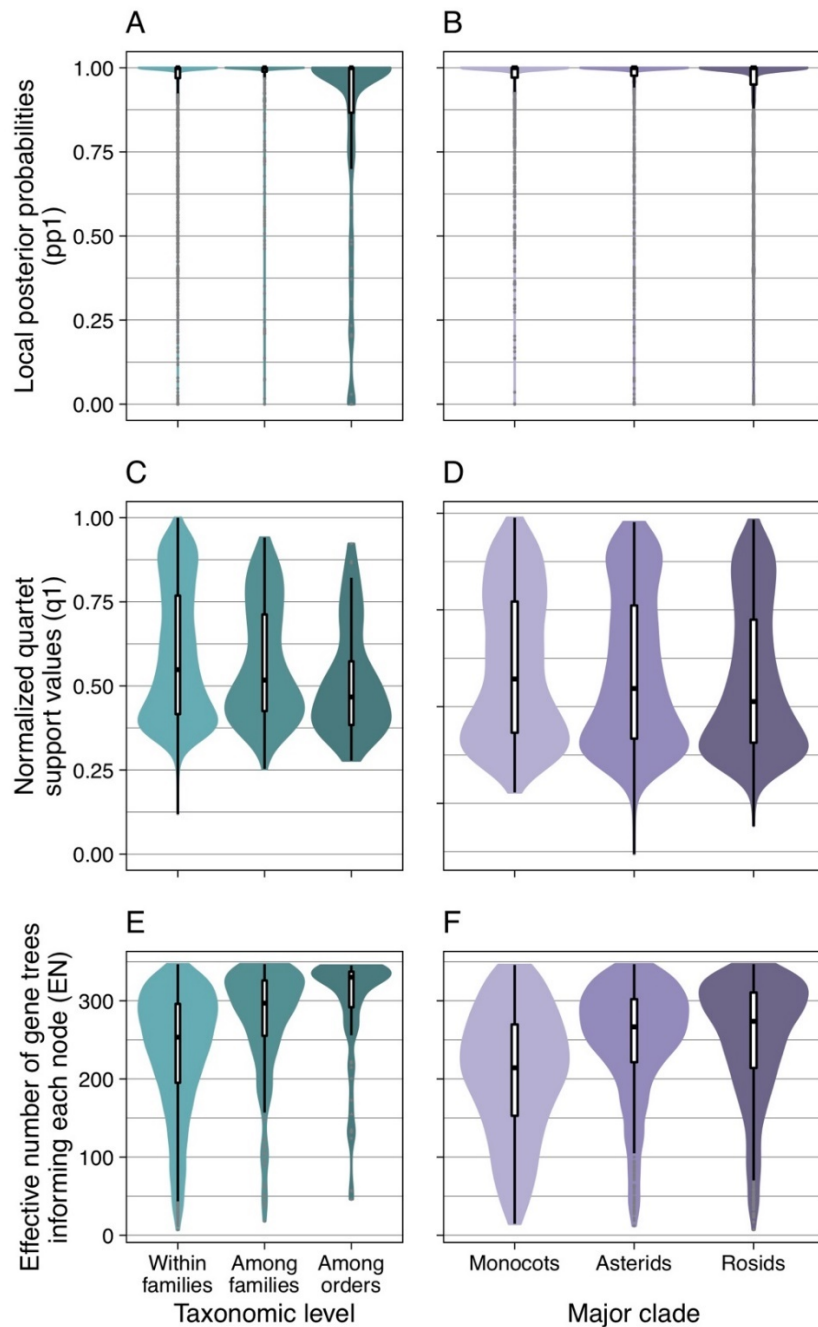 A
B
Local posterior probabilities
(pp1)
1.00
0.75
0.50
0.25
0.00
C
D
Normalized quartet
support values (q1)
1.00
0.75
0.50
0.25
0.00
E
F
Effective number of gene trees
informing each node (EN)
300
200
100
0
Within
families
Among
families
Among
orders
Monocots
Asterids
Rosids
Taxonomic level
Major clade